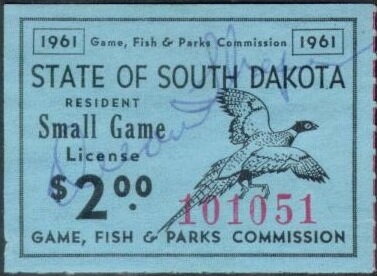 1961 Game, Fish & Parks Commission 1961
STATE OF SOUTH DAKOTA
RESIDENT
Small Game
License
$2.00
101051
GAME, FISH & PARKS COMMISSION